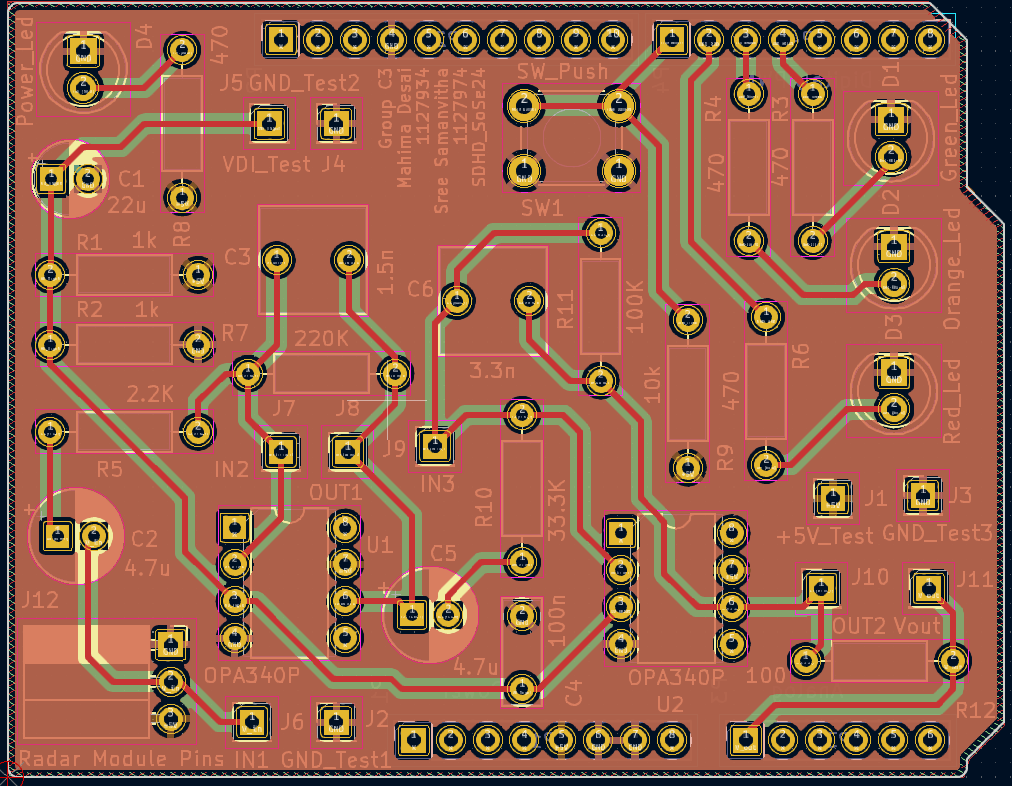 Power_Led
D4
470
J5 GND_Test2
VDI_Test J4
Group C3
Mahima Desai
11127934
Sree Samanvitha
11127974
SDHD_SoSe24
SW_Push
SW1
R4
R3
470
470
D1
Green_Led
C1
22u
R8
R1
1k
R2
1k
C3
1.5n
C6
3.3n
R11
100K
D2
Orange_Led
R7
220K
2.2K
R5
J7
J8
IN2
OUT1
J9
IN3
10k
R9
470
R6
D3
Red_Led
C2
4.7u
U1
C5
4.7u
R10
33.3K
J1
+5V_Test
J3
GND_Test3
J12
OPA340P
100n
C4
OPA340P
U2
J10
J11
OUT2
Vout
100
R12
J6
J2
Radar Module Pins
IN1
GND_Test1